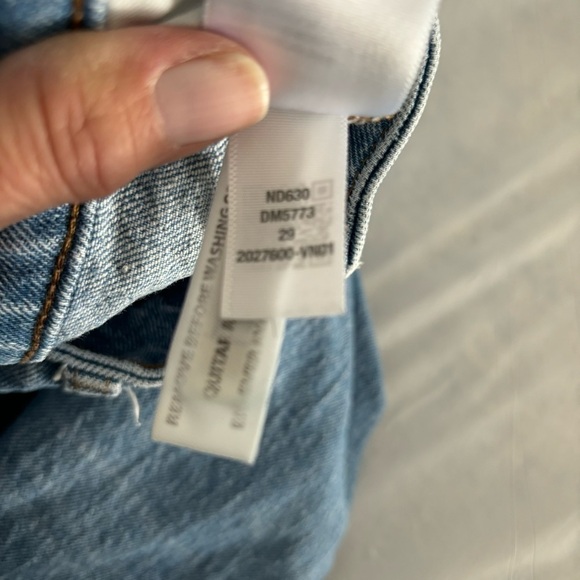 ND630
DM5773
29
2027600-VN01
REMOVE BEFORE WASHING
QUITAR